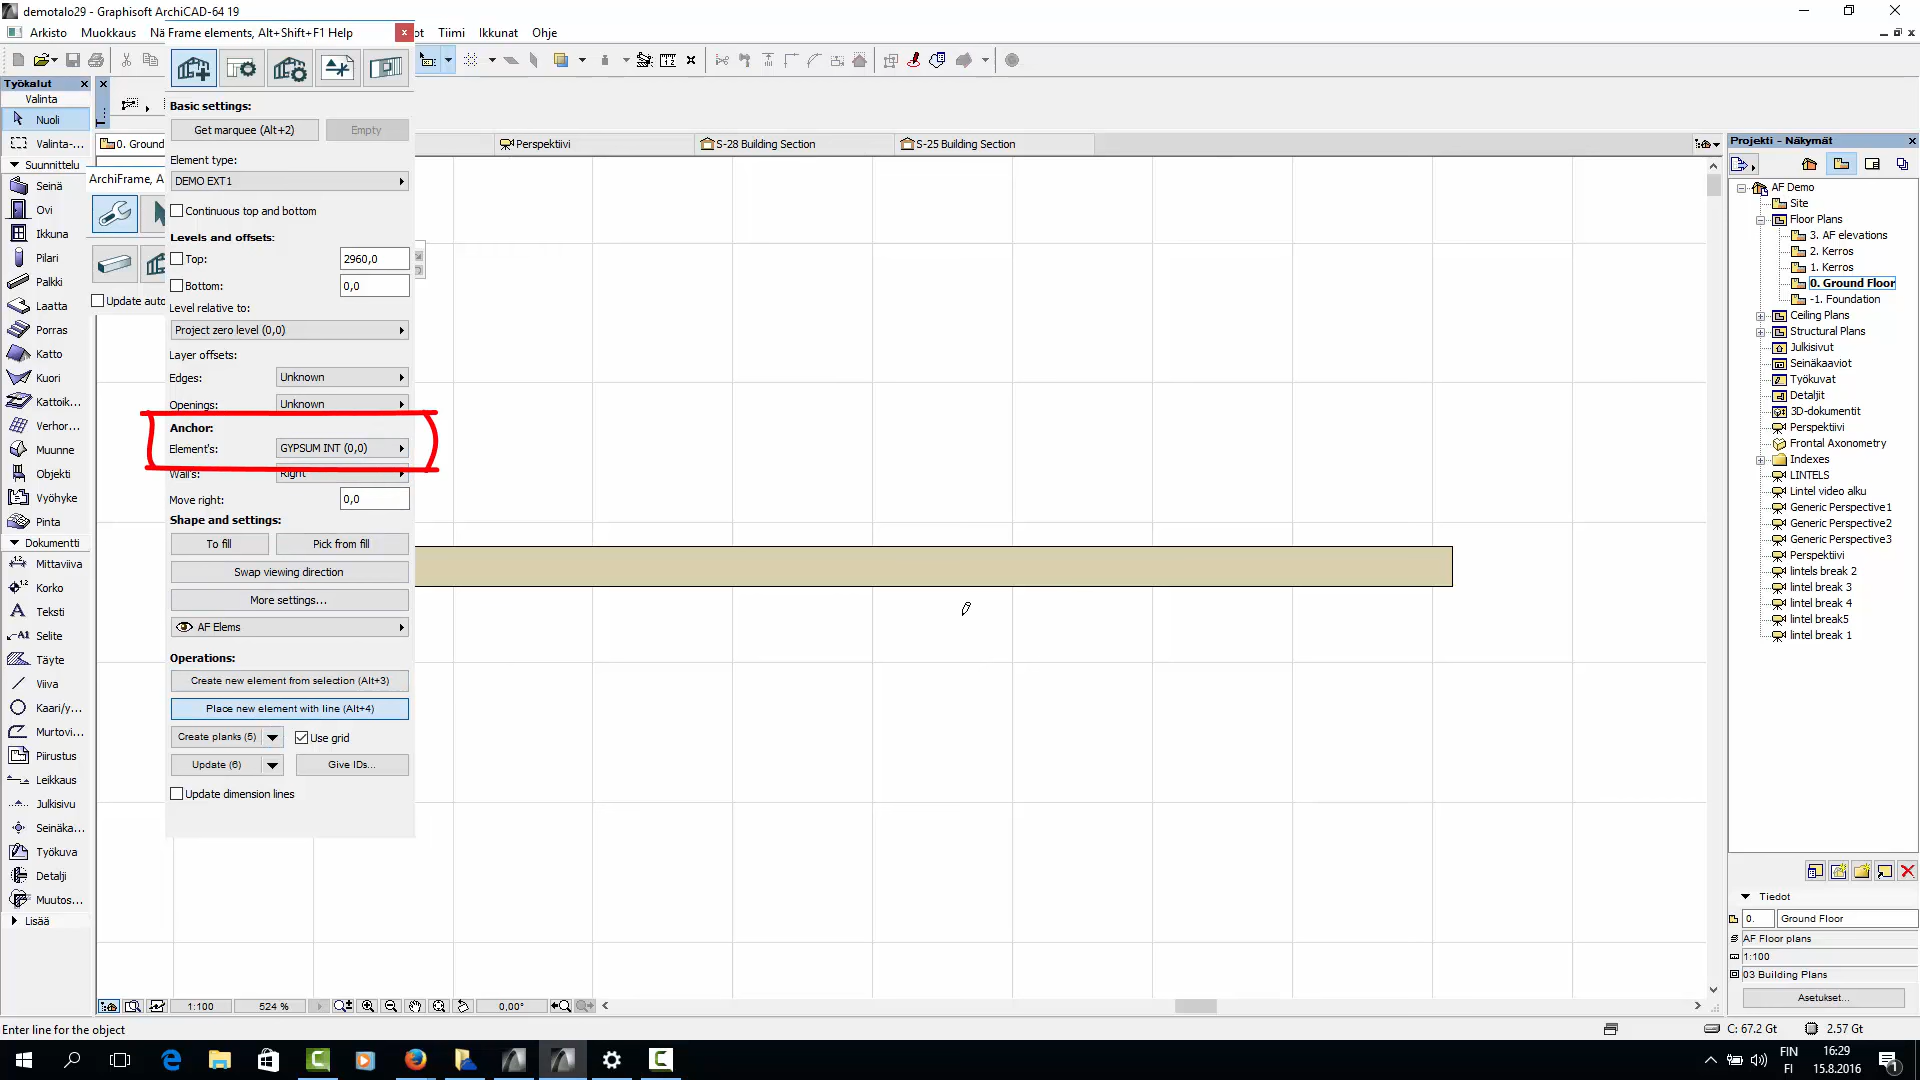 demotalo29 - Graphisoft ArchiCAD-64 19
Arkisto Muokkaus Nä Frame elements, Alt+Shift+F1 Help ot Tiimi Ikkunat Ohje
Työkalut
Valinta
Nuoli
Valinta-...
Suunnittelu
Seinä
Ovi
Ikkuna
Pilari
Palkki
Laatta
Porras
Katto
Kuori
Kattoik...
Verhor...
Muunne
Objekti
Vyöhyke
Pinta
Dokumentti
Mittaviiva
Korko
Teksti
Selite
Täyte
Viiva
Kaari/y...
Murtovi...
Piirustus
Leikkaus
Julkisivu
Seinäka...
Työkuva
Detalji
Muutos...
Lisää
0. Ground
ArchiFrame, A
Update auto
Basic settings:
Get marquee (Alt+2) Empty
Element type:
DEMO EXT1
Continuous top and bottom
Levels and offsets:
Top: 2960,0
Bottom: 0,0
Level relative to:
Project zero level (0,0)
Layer offsets:
Edges: Unknown
Openings: Unknown
Anchor:
Element's: GYPSUM INT (0,0)
Wall's: Right
Move right: 0,0
Shape and settings:
To fill Pick from fill
Swap viewing direction
More settings...
AF Elems
Operations:
Create new element from selection (Alt+3)
Place new element with line (Alt+4)
Create planks (5) Use grid
Update (6) Give IDs...
Update dimension lines
Perspektiivi S-28 Building Section S-25 Building Section
Projekti - Näkymät
AF Demo
Site
Floor Plans
3. AF elevations
2. Kerros
1. Kerros
0. Ground Floor
-1. Foundation
Ceiling Plans
Structural Plans
Julkisivut
Seinäkaaviot
Työkuvat
Detaljit
3D-dokumentit
Perspektiivi
Frontal Axonometry
Indexes
LINTELS
Lintel video alku
Generic Perspective1
Generic Perspective2
Generic Perspective3
Perspektiivi
lintels break 2
lintel break 3
lintel break 4
lintel break5
lintel break 1
Tiedot
0. Ground Floor
AF Floor plans
1:100
03 Building Plans
Asetukset...
1:100 524 % 0,00°
Enter line for the object
C: 67.2 Gt 2.57 Gt
FIN 16:29
FI 15.8.2016
1